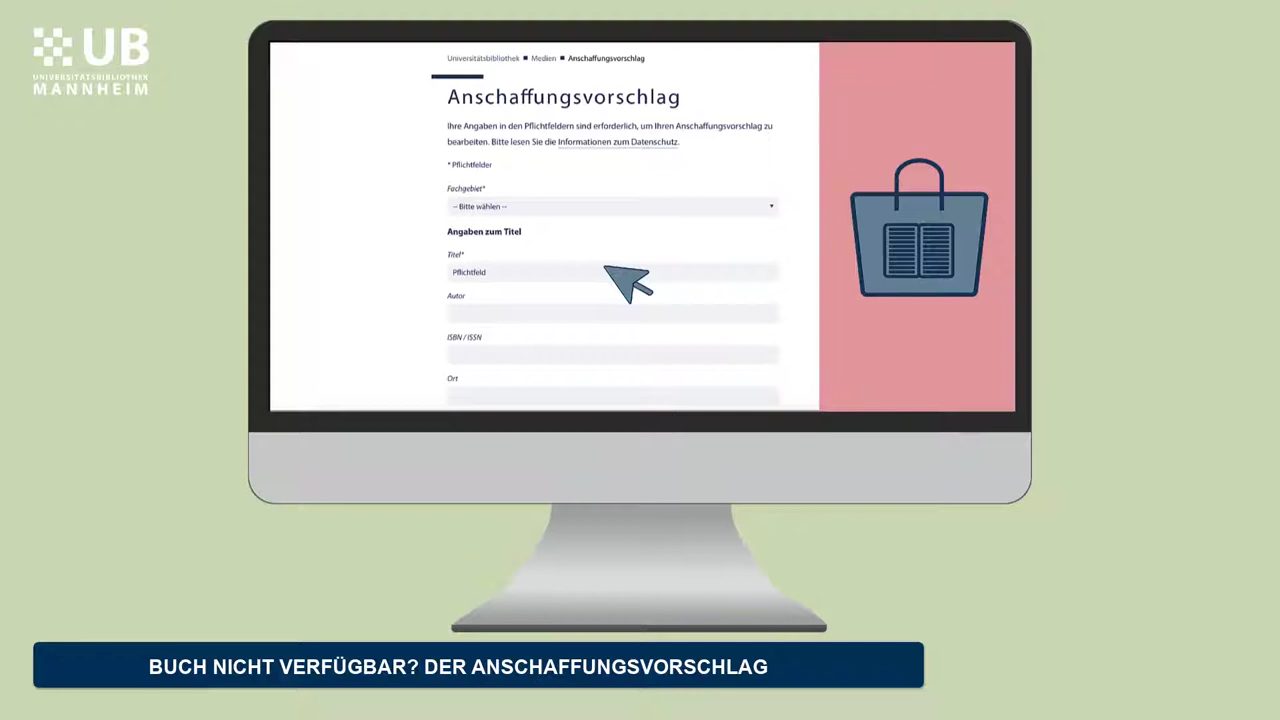 UB
UNIVERSITÄTSBIBLIOTHEK
MANNHEIM
Universitätsbibliothek ■ Medien ■ Anschaffungsvorschlag
Anschaffungsvorschlag
Ihre Angaben in den Pflichtfeldern sind erforderlich, um Ihren Anschaffungsvorschlag zu
bearbeiten. Bitte lesen Sie die Informationen zum Datenschutz.
* Pflichtfelder
Fachgebiet*
-- Bitte wählen --
Angaben zum Titel
Titel*
Pflichtfeld
Autor
ISBN / ISSN
Ort
BUCH NICHT VERFÜGBAR? DER ANSCHAFFUNGSVORSCHLAG